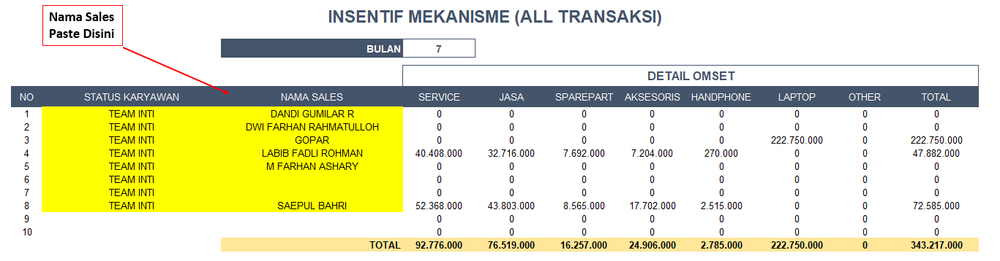 Nama Sales
Paste Disini
INSENTIF MEKANISME (ALL TRANSAKSI)
BULAN 7
DETAIL OMSET
NO STATUS KARYAWAN NAMA SALES SERVICE JASA SPAREPART AKSESORIS HANDPHONE LAPTOP OTHER TOTAL
1 TEAM INTI DANDI GUMILAR R 0 0 0 0 0 0 0 0
2 TEAM INTI DWI FARHAN RAHMATULLOH 0 0 0 0 0 0 0 0
3 TEAM INTI GOPAR 0 0 0 0 0 222.750.000 0 222.750.000
4 TEAM INTI LABIB FADLI ROHMAN 40.408.000 32.716.000 7.692.000 7.204.000 270.000 0 0 47.882.000
5 TEAM INTI M FARHAN ASHARY 0 0 0 0 0 0 0 0
6 TEAM INTI 0 0 0 0 0 0 0 0
7 TEAM INTI 0 0 0 0 0 0 0 0
8 TEAM INTI SAEPUL BAHRI 52.368.000 43.803.000 8.565.000 17.702.000 2.515.000 0 0 72.585.000
9 0 0 0 0 0 0 0 0
10 0 0 0 0 0 0 0 0
TOTAL 92.776.000 76.519.000 16.257.000 24.906.000 2.785.000 222.750.000 0 343.217.000